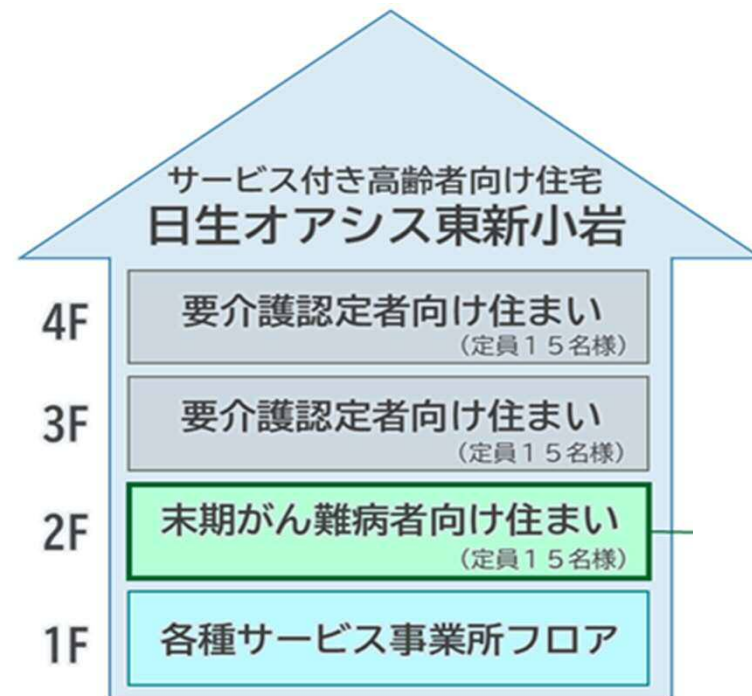 サービス付き高齢者向け住宅
日生オアシス東新小岩
4F
要介護認定者向け住まい
（定員１５名様）
3F
要介護認定者向け住まい
（定員１５名様）
2F
末期がん難病者向け住まい
（定員１５名様）
1F
各種サービス事業所フロア